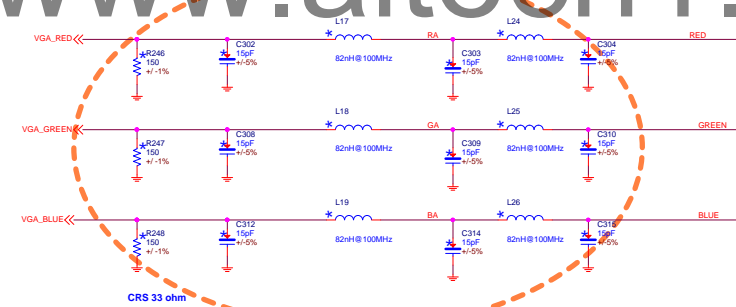 L17 L24
VGA_RED RA RED
C302 C303 C304
R246 15pF 15pF 15pF
150 +/-5% +/-5% +/-5%
+/ -1% 82nH@100MHz 82nH@100MHz
L18 L25
VGA_GREEN GA GREEN
C308 C309 C310
R247 15pF 15pF 15pF
150 +/-5% +/-5% +/-5%
+/ -1% 82nH@100MHz 82nH@100MHz
L19 L26
VGA_BLUE BA BLUE
C312 C314 C315
R248 15pF 15pF 15pF
150 +/-5% +/-5% +/-5%
+/ -1% 82nH@100MHz 82nH@100MHz
CRS 33 ohm